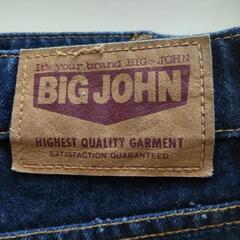 It's your brand BIG-JOHN
BIG JOHN
HIGHEST QUALITY GARMENT
SATISFACTION GUARANTEED